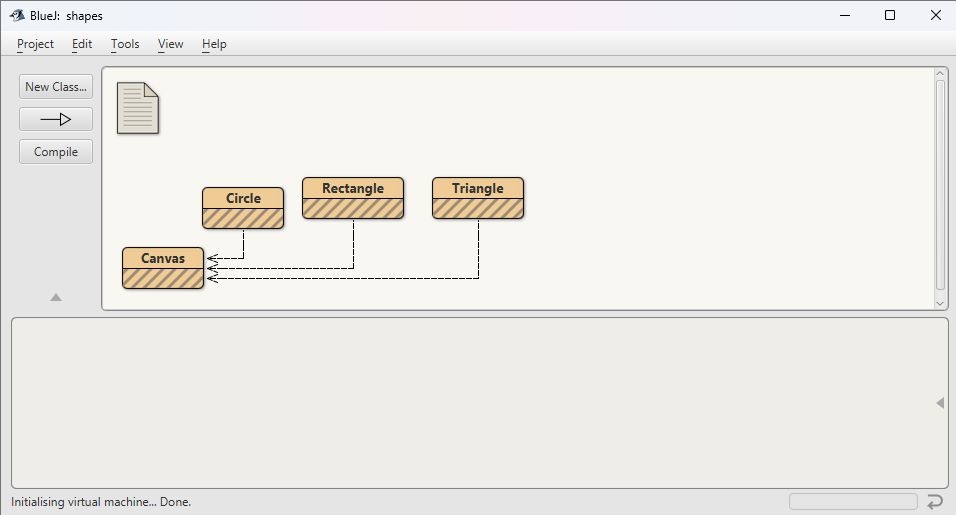 BlueJ: shapes
Project Edit Tools View Help
New Class...
Compile
Circle
Rectangle
Triangle
Canvas
Initialising virtual machine... Done.